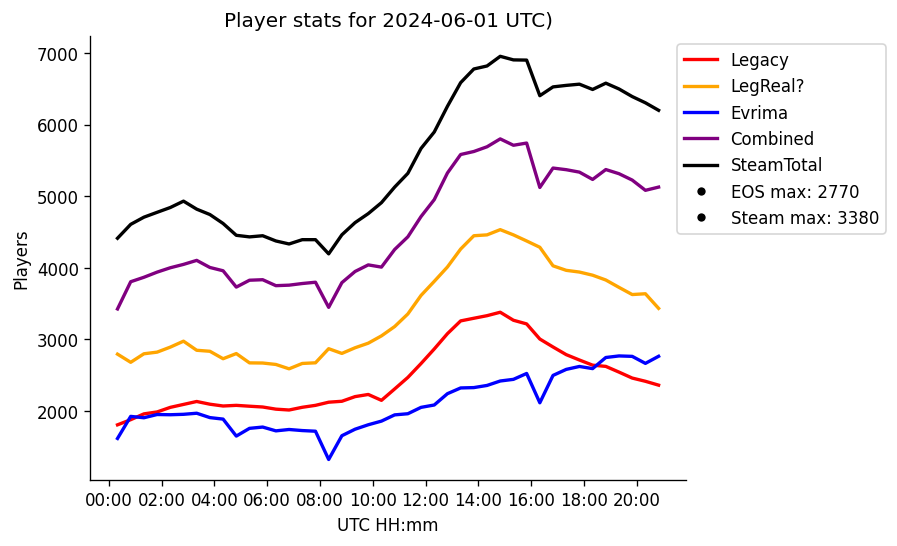 Player stats for 2024-06-01 UTC)
7000
6000
5000
4000
3000
2000
Players
00:00 02:00 04:00 06:00 08:00 10:00 12:00 14:00 16:00 18:00 20:00
UTC HH:mm
Legacy
LegReal?
Evrima
Combined
SteamTotal
EOS max: 2770
Steam max: 3380